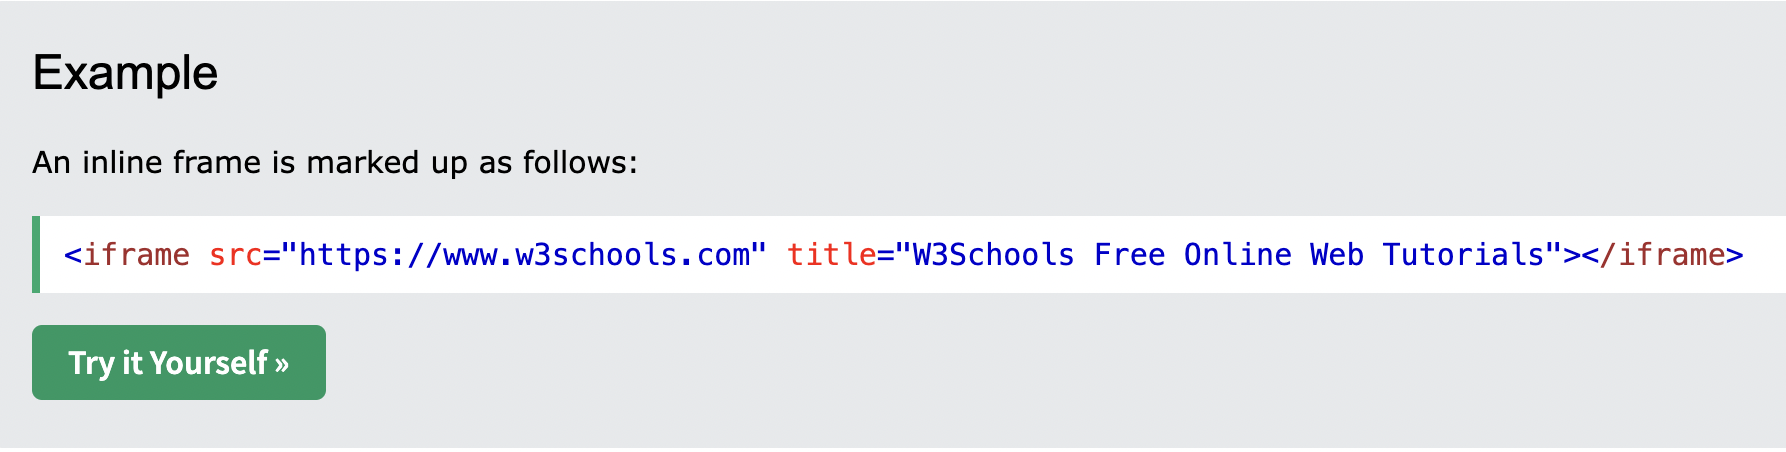 Example
An inline frame is marked up as follows:
<iframe src="https://www.w3schools.com" title="W3Schools Free Online Web Tutorials"></iframe>
Try it Yourself »